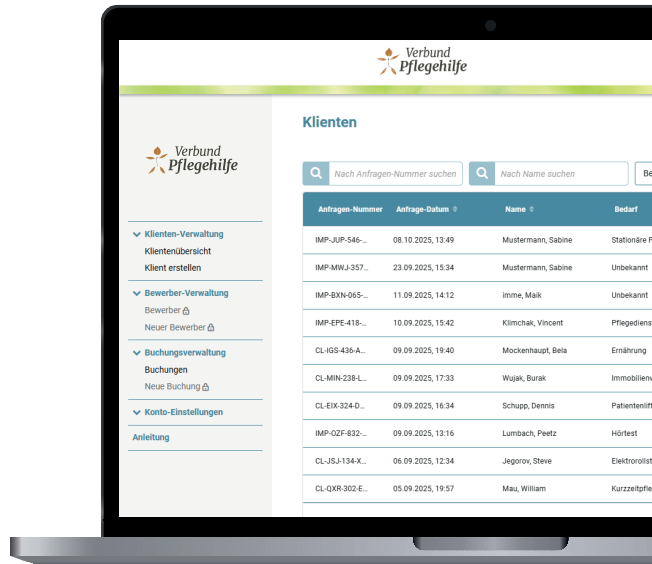 Verbund
Pflegehilfe
Verbund
Pflegehilfe
Klienten-Verwaltung
Klientenübersicht
Klient erstellen
Bewerber-Verwaltung
Bewerber
Neuer Bewerber
Buchungsverwaltung
Buchungen
Neue Buchung
Konto-Einstellungen
Anleitung
Klienten
Nach Anfragen-Nummer suchen Nach Name suchen Be
Anfragen-Nummer Anfrage-Datum Name Bedarf
IMP-JUP-546-... 08.10.2025, 13:49 Mustermann, Sabine Stationäre P
IMP-MWJ-357... 23.09.2025, 15:34 Mustermann, Sabine Unbekannt
IMP-BXN-065-... 11.09.2025, 14:12 imme, Maik Unbekannt
IMP-EPE-418-... 10.09.2025, 15:42 Klimchak, Vincent Pflegediens
CL-IGS-436-A... 09.09.2025, 19:40 Mockenhaupt, Bela Ernährung
CL-MIN-238-L... 09.09.2025, 17:33 Wujak, Burak Immobilienv
CL-EIX-324-D... 09.09.2025, 16:34 Schupp, Dennis Patientenlift
IMP-OZF-832-... 09.09.2025, 13:16 Lumbach, Peetz Hörtest
CL-JSJ-134-X... 06.09.2025, 12:34 Jegorov, Steve Elektrorollst
CL-QXR-302-E... 05.09.2025, 19:57 Mau, William Kurzzeitpfle